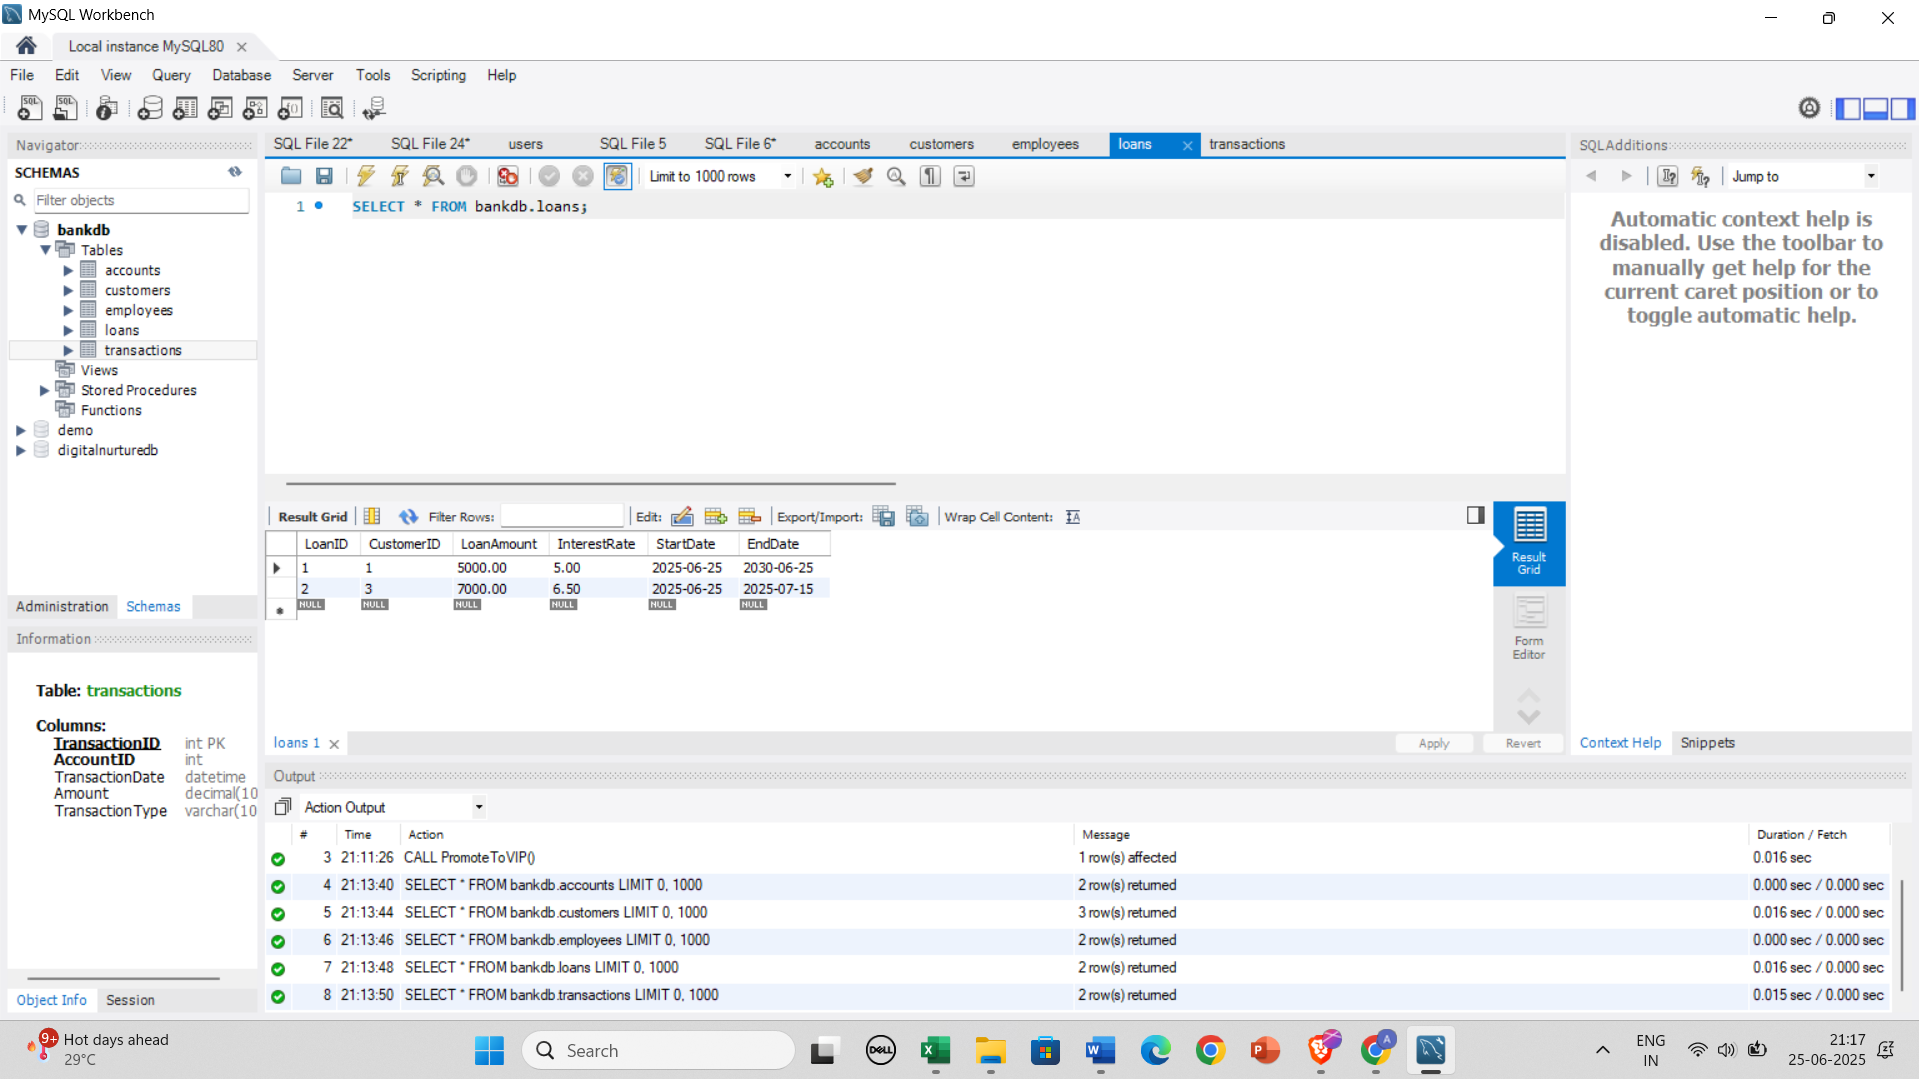 MySQL Workbench
Local instance MySQL80
File Edit View Query Database Server Tools Scripting Help
Navigator
SCHEMAS
Filter objects
bankdb
Tables
accounts
customers
employees
loans
transactions
Views
Stored Procedures
Functions
demo
digitalnurturedb
Administration Schemas
Information
Table: transactions
Columns:
TransactionID int PK
AccountID int
TransactionDate datetime
Amount decimal(10
TransactionType varchar(10
Object Info Session
SQL File 22* SQL File 24* users SQL File 5 SQL File 6* accounts customers employees loans transactions
Limit to 1000 rows
1 SELECT * FROM bankdb.loans;
Result Grid Filter Rows: Edit: Export/Import: Wrap Cell Content:
LoanID CustomerID LoanAmount InterestRate StartDate EndDate
1 1 5000.00 5.00 2025-06-25 2030-06-25
2 3 7000.00 6.50 2025-06-25 2025-07-15
NULL NULL NULL NULL NULL NULL
Result Grid
Form Editor
loans 1
Apply Revert
SQLAdditions
Jump to
Automatic context help is
disabled. Use the toolbar to
manually get help for the
current caret position or to
toggle automatic help.
Context Help Snippets
Output
Action Output
# Time Action Message Duration / Fetch
3 21:11:26 CALL PromoteToVIP() 1 row(s) affected 0.016 sec
4 21:13:40 SELECT * FROM bankdb.accounts LIMIT 0, 1000 2 row(s) returned 0.000 sec / 0.000 sec
5 21:13:44 SELECT * FROM bankdb.customers LIMIT 0, 1000 3 row(s) returned 0.016 sec / 0.000 sec
6 21:13:46 SELECT * FROM bankdb.employees LIMIT 0, 1000 2 row(s) returned 0.000 sec / 0.000 sec
7 21:13:48 SELECT * FROM bankdb.loans LIMIT 0, 1000 2 row(s) returned 0.016 sec / 0.000 sec
8 21:13:50 SELECT * FROM bankdb.transactions LIMIT 0, 1000 2 row(s) returned 0.015 sec / 0.000 sec
9+ Hot days ahead
29°C
Search
DELL
ENG
IN
21:17
25-06-2025